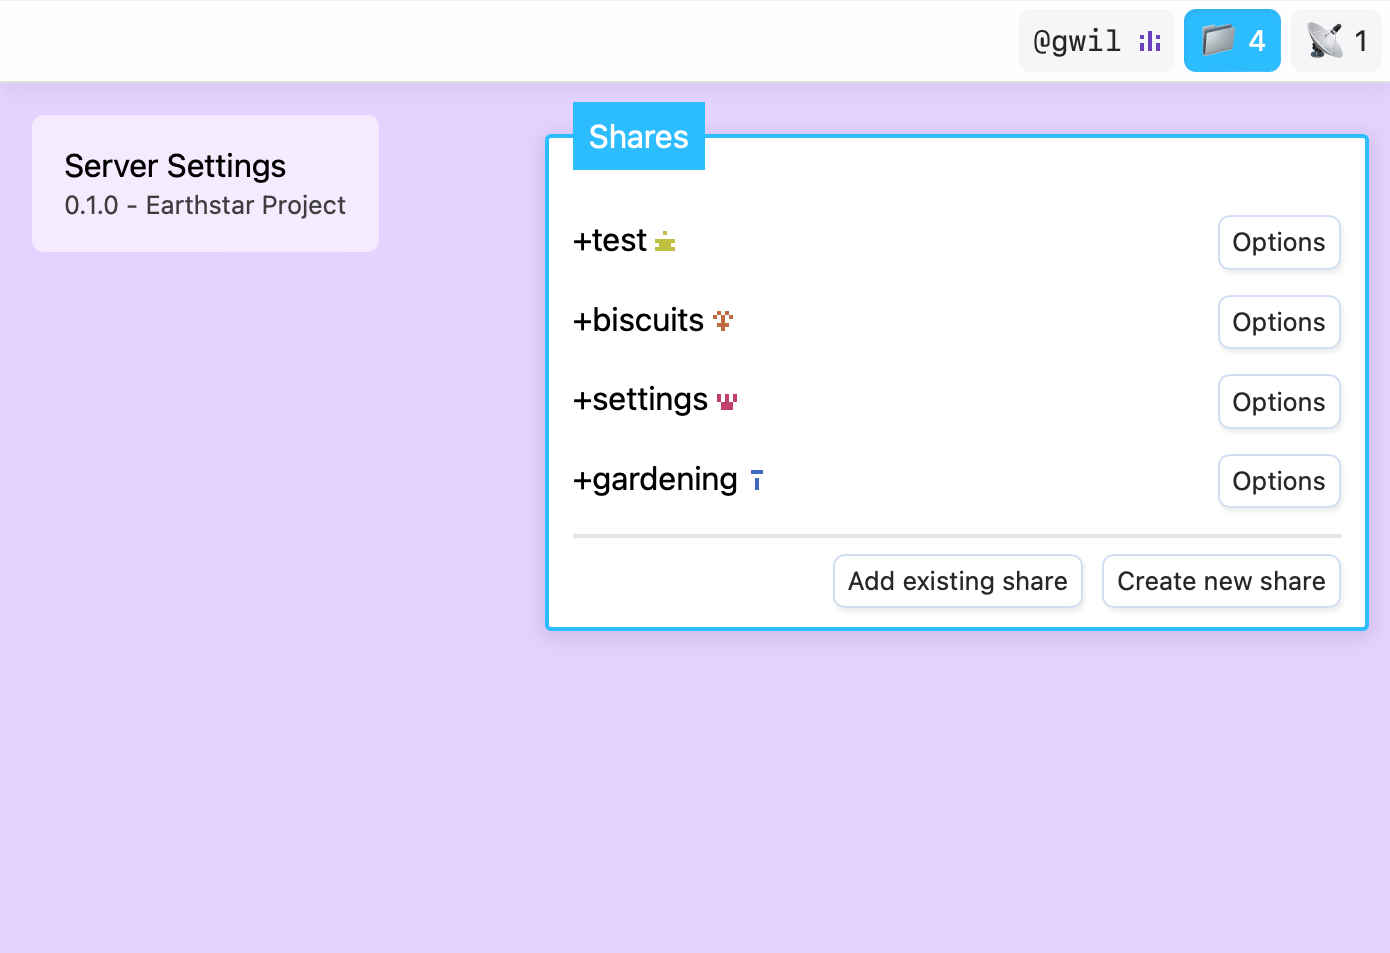 @gwil 4 1
Server Settings
0.1.0 - Earthstar Project
Shares
+test Options
+biscuits Options
+settings Options
+gardening Options
Add existing share Create new share